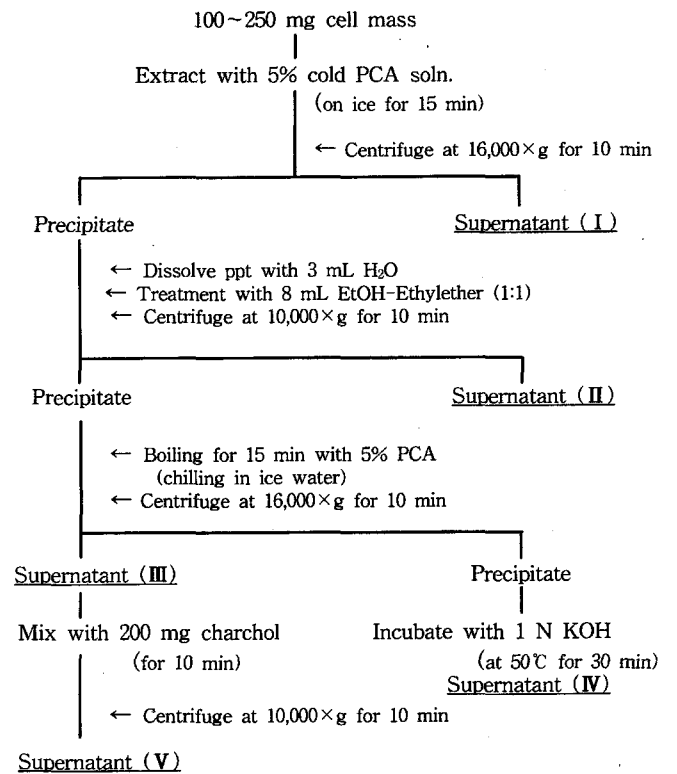 100~250 mg cell mass
Extract with 5% cold PCA soln.
(on ice for 15 min)
← Centrifuge at 16,000×g for 10 min
Precipitate
Supernatant (Ⅰ)
← Dissolve ppt with 3 mL H₂O
← Treatment with 8 mL EtOH-Ethylether (1:1)
← Centrifuge at 10,000×g for 10 min
Precipitate
Supernatant (Ⅱ)
← Boiling for 15 min with 5% PCA
(chilling in ice water)
← Centrifuge at 16,000×g for 10 min
Supernatant (Ⅲ)
Precipitate
Mix with 200 mg charchol
(for 10 min)
Incubate with 1 N KOH
(at 50℃ for 30 min)
Supernatant (Ⅳ)
← Centrifuge at 10,000×g for 10 min
Supernatant (Ⅴ)